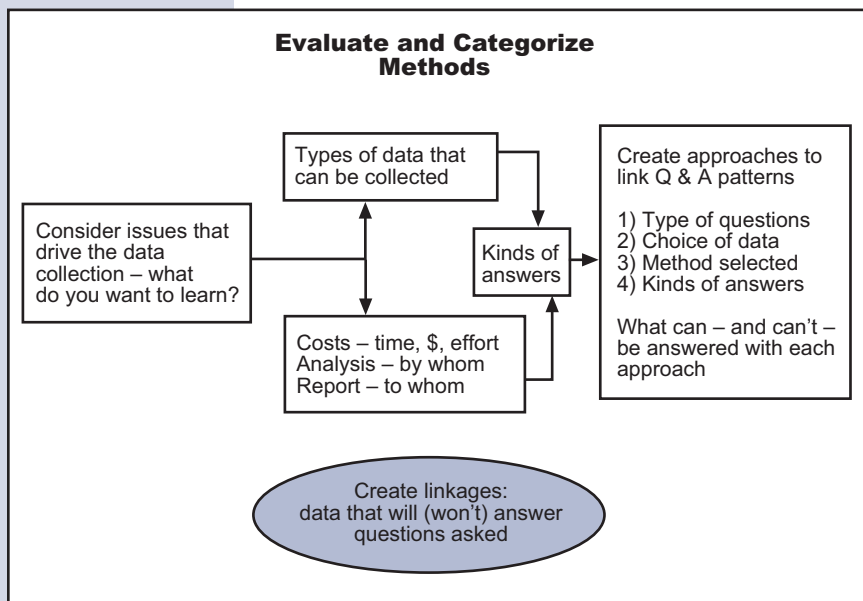 Evaluate and Categorize
Methods
Consider issues that
drive the data
collection – what
do you want to learn?
Types of data that
can be collected
Costs – time, $, effort
Analysis – by whom
Report – to whom
Kinds of
answers
Create approaches to
link Q & A patterns
1) Type of questions
2) Choice of data
3) Method selected
4) Kinds of answers
What can – and can’t –
be answered with each
approach
Create linkages:
data that will (won’t) answer
questions asked